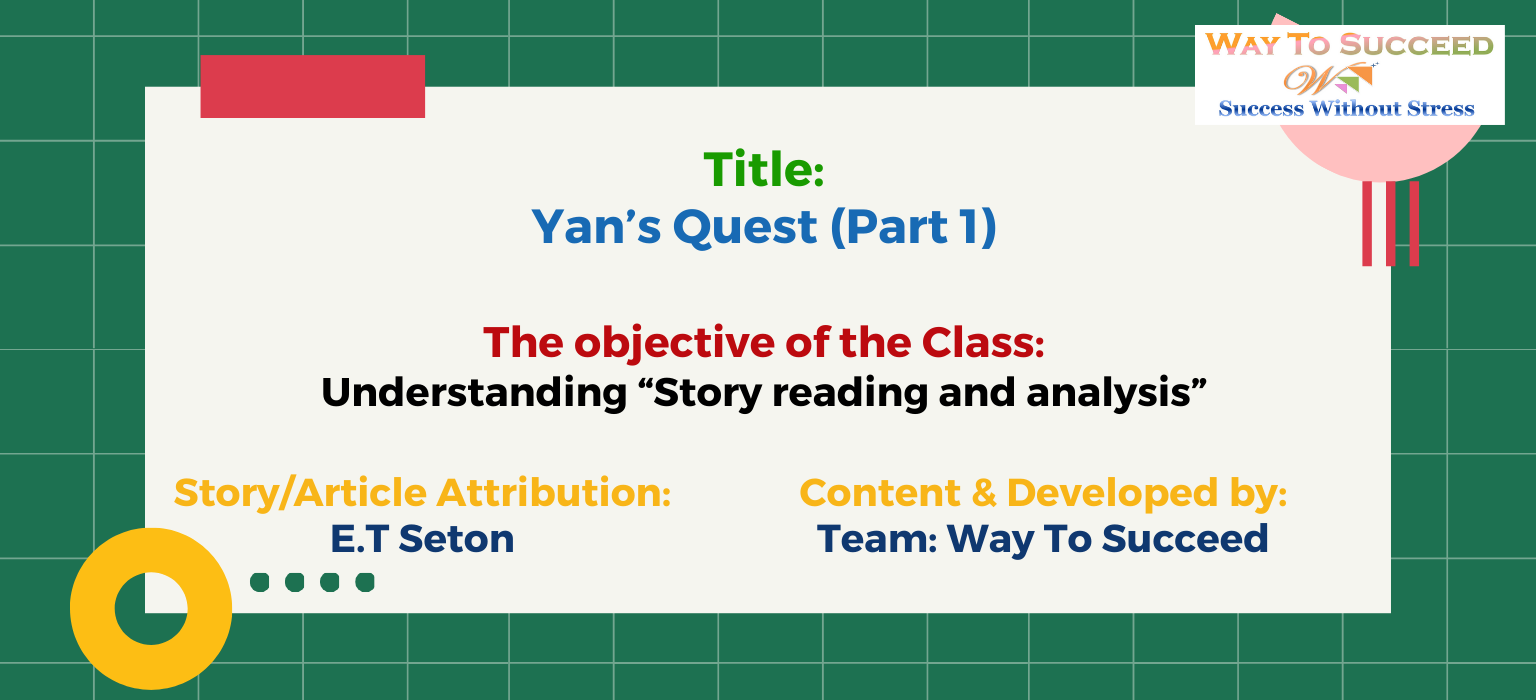 WAY TO SUCCEED
W
Success Without Stress
Title:
Yan’s Quest (Part 1)
The objective of the Class:
Understanding “Story reading and analysis”
Story/Article Attribution:
E.T Seton
Content & Developed by:
Team: Way To Succeed